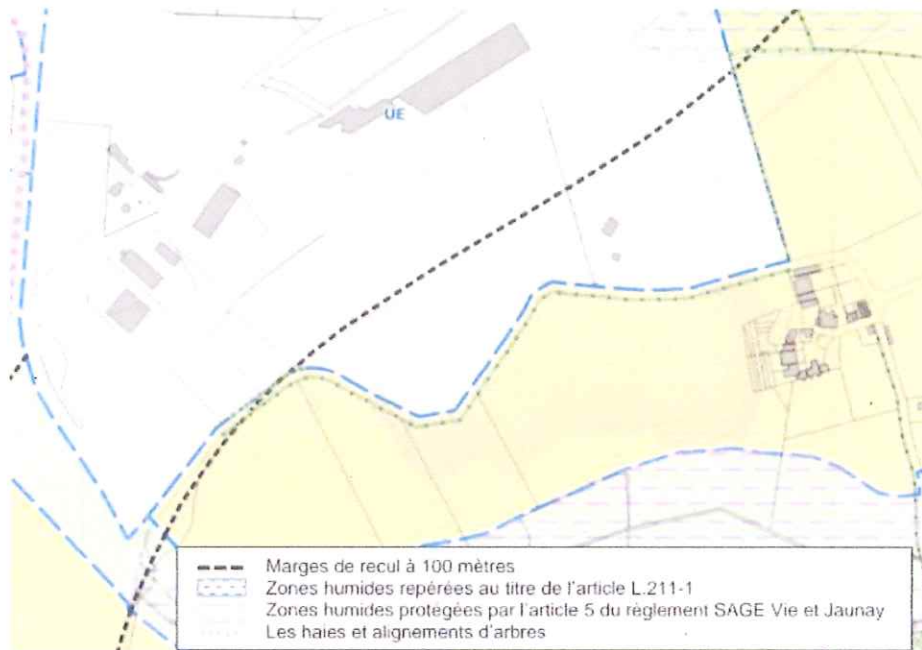 UE
Marges de recul à 100 mètres
Zones humides repérées au titre de l'article L.211-1
Zones humides protégées par l'article 5 du règlement SAGE Vie et Jaunay
Les haies et alignements d'arbres